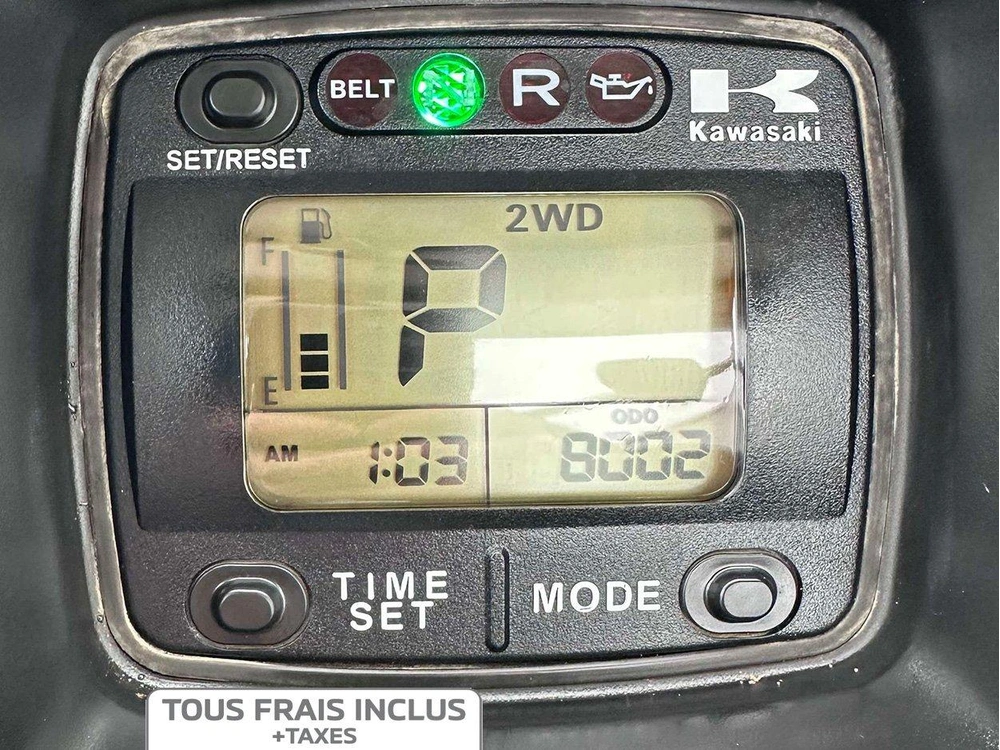 BELT N R
Kawasaki
SET/RESET
2WD
F
P
E
ODO
AM 1:03 8002
TIME SET
MODE
TOUS FRAIS INCLUS
+TAXES